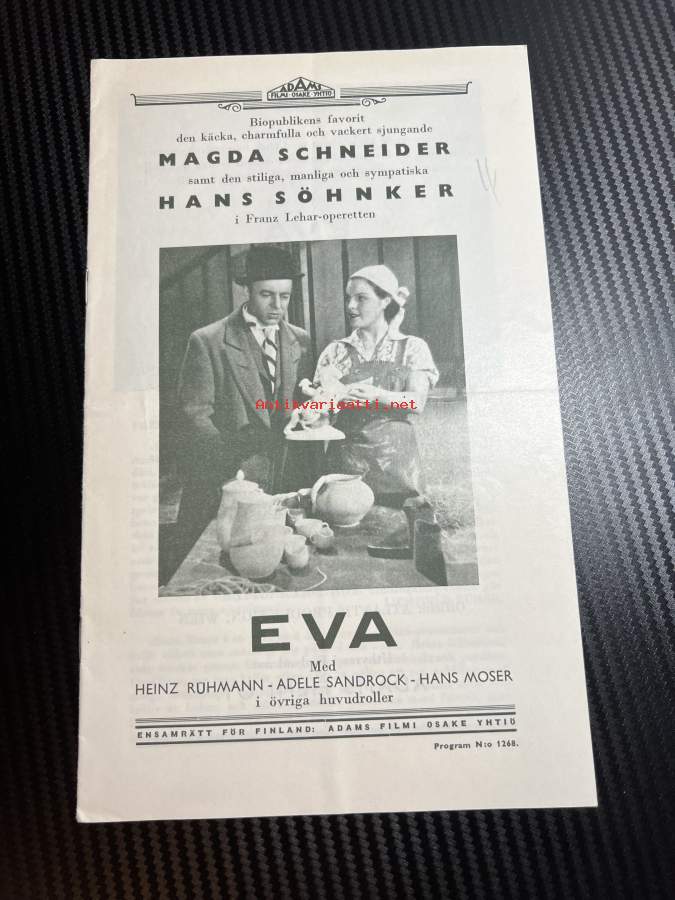 ADAMS
FILMI OSAKE YHTIÖ
Biopublikens favorit
den käcka, charmfulla och vackert sjungande
MAGDA SCHNEIDER
samt den stiliga, manliga och sympatiska
HANS SÖHNKER
i Franz Lehar-operetten
Antikvariaatti.net
EVA
Med
HEINZ RÜHMANN - ADELE SANDROCK - HANS MOSER
i övriga huvudroller
ENSAMRÄTT FÖR FINLAND: ADAMS FILMI OSAKE YHTIÖ
Program N:o 1268.